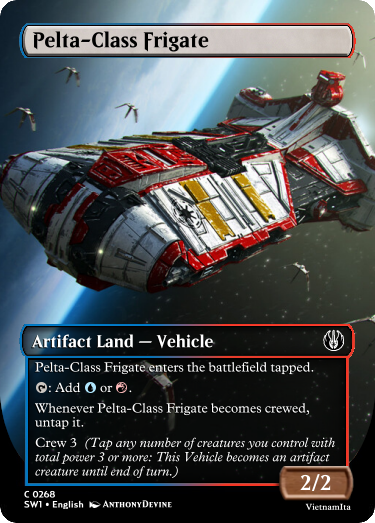 Pelta-Class Frigate
Artifact Land — Vehicle
Pelta-Class Frigate enters the battlefield tapped.
: Add or .
Whenever Pelta-Class Frigate becomes crewed,
untap it.
Crew 3 (Tap any number of creatures you control with
total power 3 or more: This Vehicle becomes an artifact
creature until end of turn.)
2/2
C 0268
SW1 • English AnthonyDevine
VietnamIta